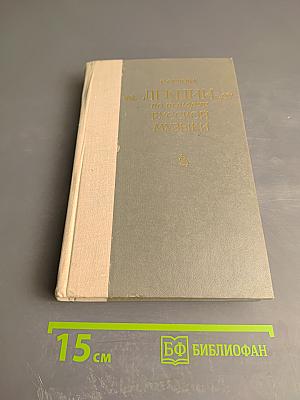 ЛЕКЦИИ
ПО ИСТОРИИ
РУССКОЙ
МУЗЫКИ
15 см
БФ БИБЛИОФАН